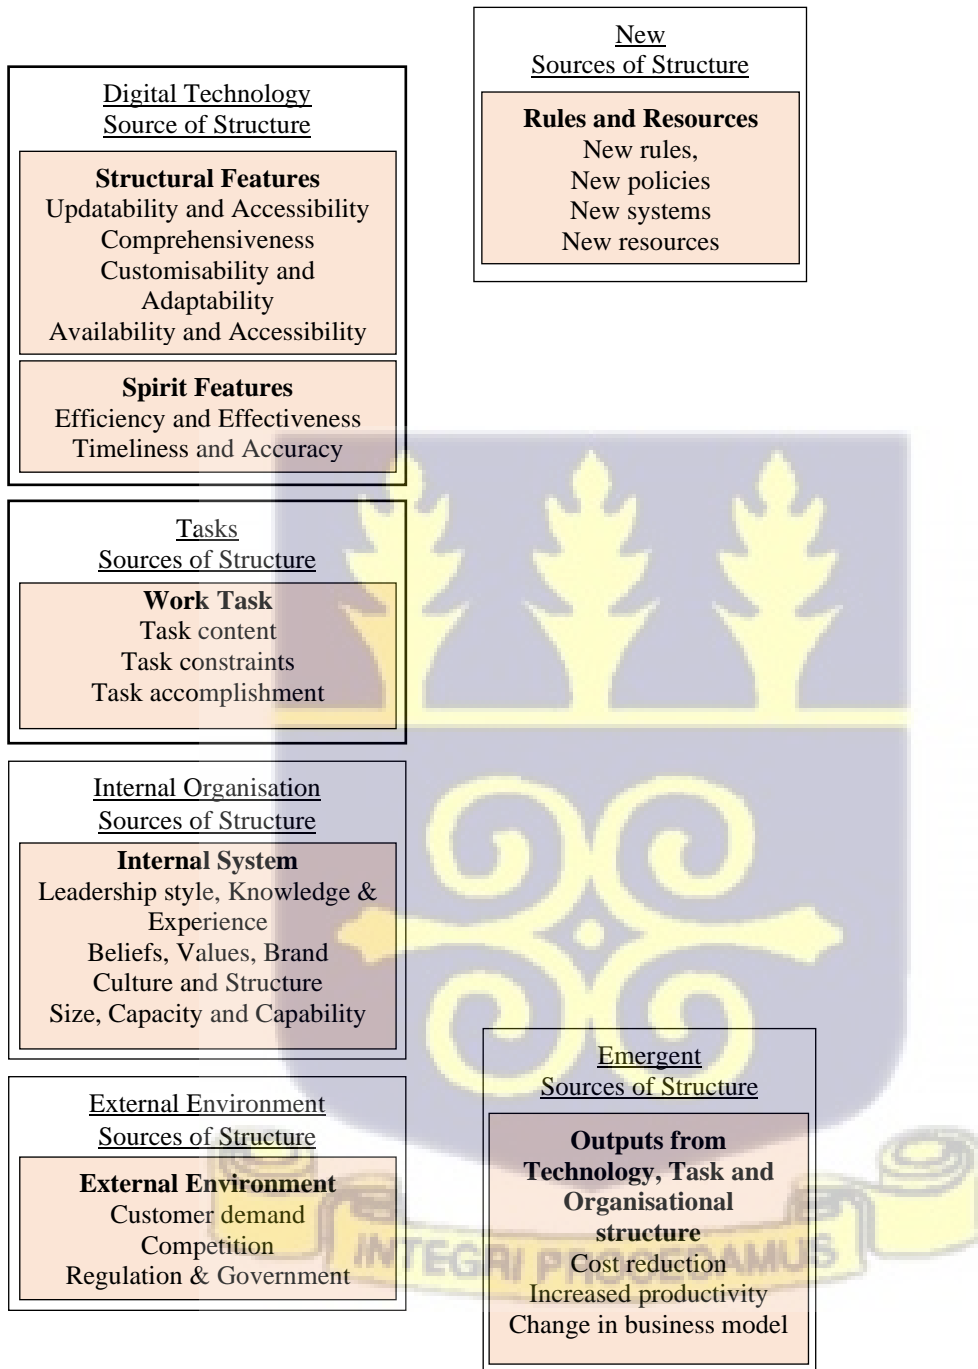 Digital Technology
Source of Structure
Structural Features
Updatability and Accessibility
Comprehensiveness
Customisability and
Adaptability
Availability and Accessibility
Spirit Features
Efficiency and Effectiveness
Timeliness and Accuracy
Tasks
Sources of Structure
Work Task
Task content
Task constraints
Task accomplishment
Internal Organisation
Sources of Structure
Internal System
Leadership style, Knowledge &
Experience
Beliefs, Values, Brand
Culture and Structure
Size, Capacity and Capability
External Environment
Sources of Structure
External Environment
Customer demand
Competition
Regulation & Government
New
Sources of Structure
Rules and Resources
New rules,
New policies
New systems
New resources
Emergent
Sources of Structure
Outputs from
Technology, Task and
Organisational
structure
Cost reduction
Increased productivity
Change in business model
INTEGRI PROCEDAMUS